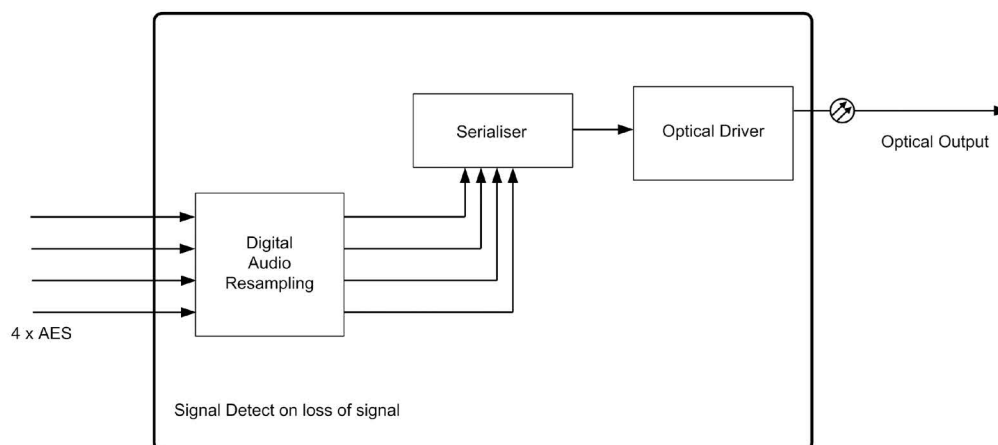 Serialiser
Optical Driver
Optical Output
Digital
Audio
Resampling
4 x AES
Signal Detect on loss of signal